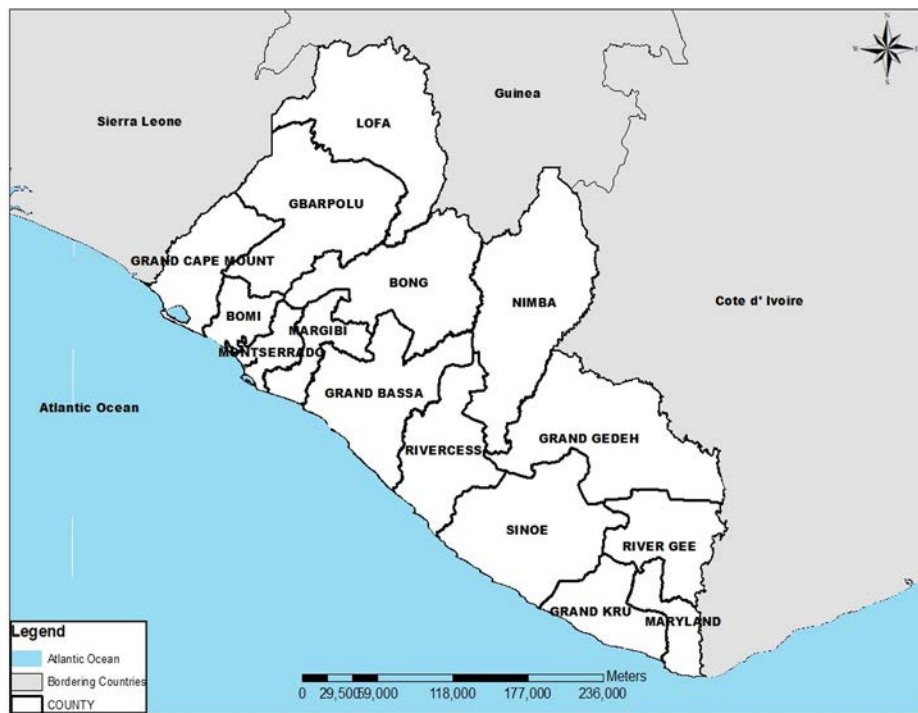 N
W
S
Guinea
Sierra Leone
LOFA
GBARPOLU
GRAND CAPE MOUNT
BONG
NIMBA
Cote d' Ivoire
BOMI
MARGIBI
MONTSERRADO
GRAND BASSA
Atlantic Ocean
GRAND GEDEH
RIVERCESS
SINOE
RIVER GEE
GRAND KRU
MARYLAND
Legend
Atlantic Ocean
Bordering Countries
COUNTY
Meters
0 29,500 59,000 118,000 177,000 236,000